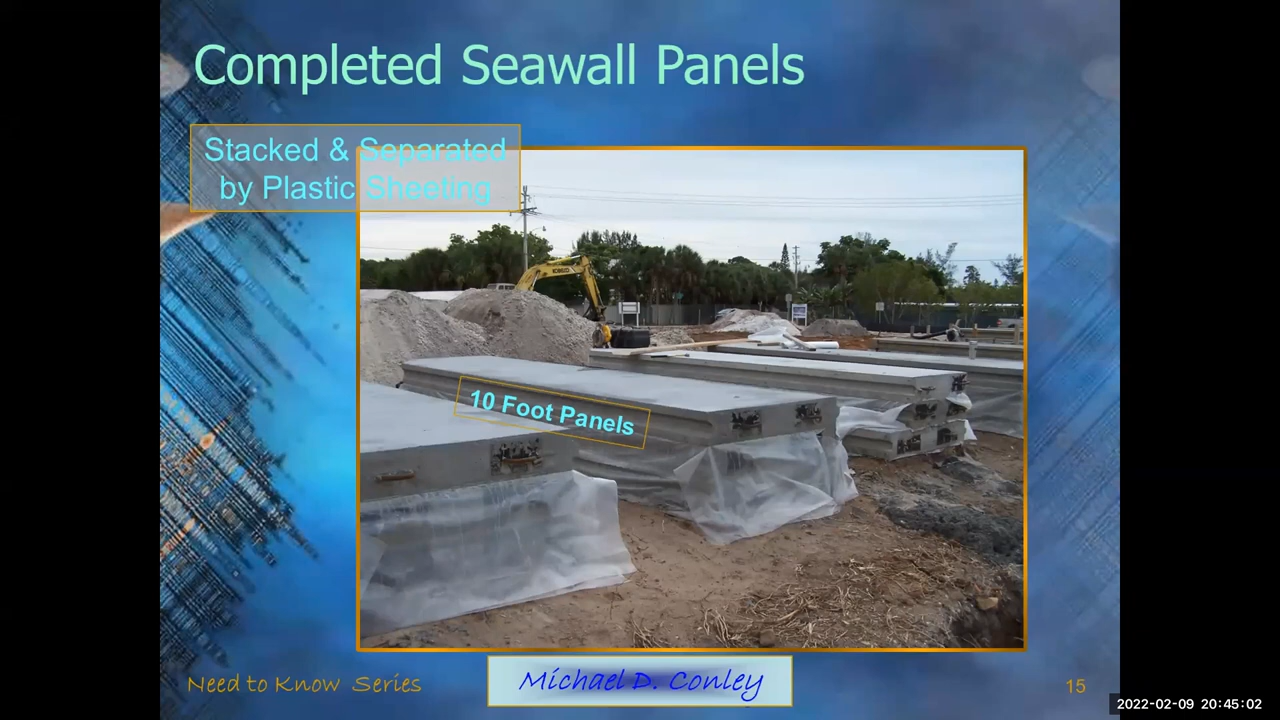 Completed Seawall Panels
Stacked & Separated
by Plastic Sheeting
KOBELCO
10 Foot Panels
Need to Know Series
Michael D. Conley
15
2022-02-09 20:45:02